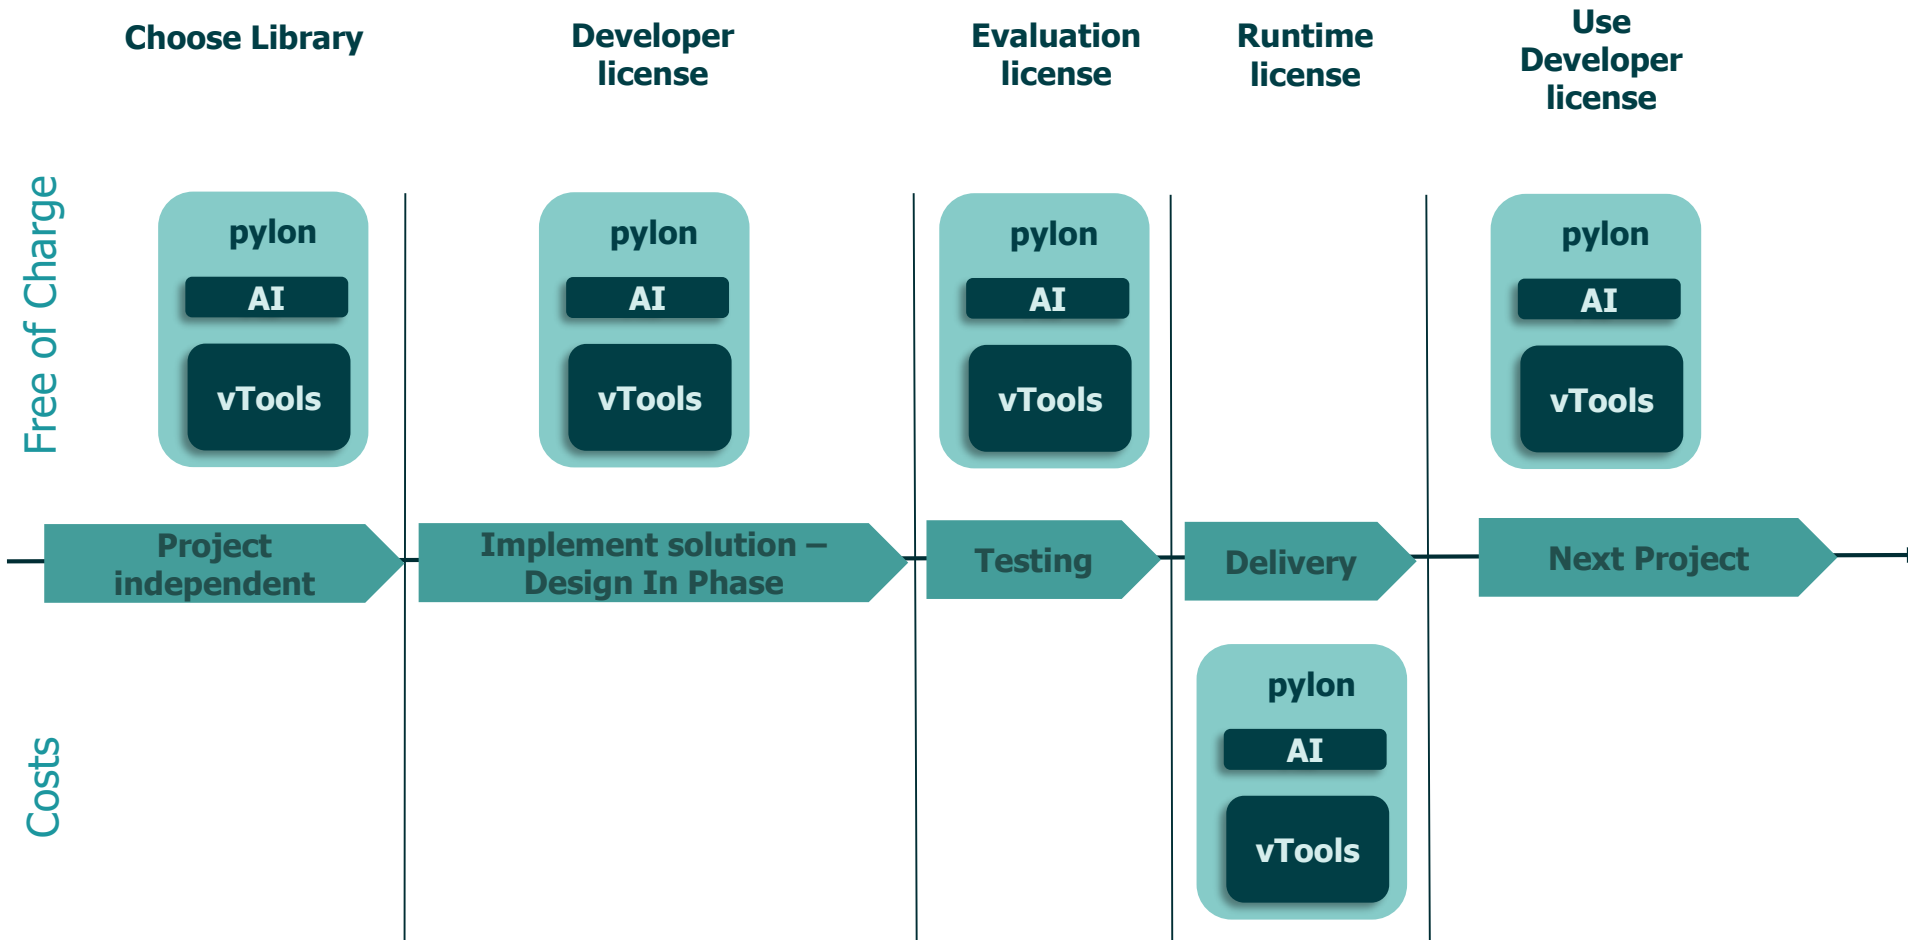 Choose Library
Developer
license
Evaluation
license
Runtime
license
Use
Developer
license
Free of Charge
pylon
AI
vTools
pylon
AI
vTools
pylon
AI
vTools
pylon
AI
vTools
Project
independent
Implement solution –
Design In Phase
Testing
Delivery
Next Project
Costs
pylon
AI
vTools